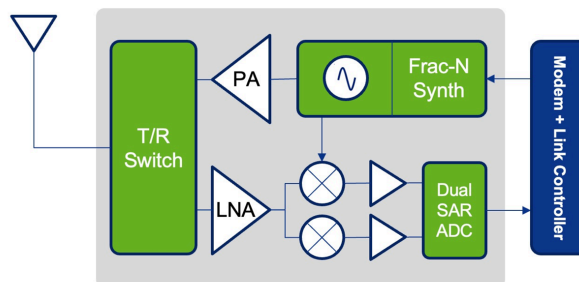 PA
Frac-N
Synth
T/R
Switch
LNA
Dual
SAR
ADC
Modem + Link Controller